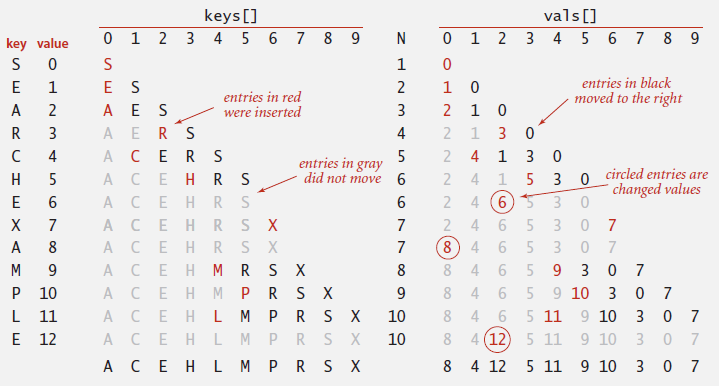 keys[] vals[]
key value 0 1 2 3 4 5 6 7 8 9 N 0 1 2 3 4 5 6 7 8 9
S 0 S 1 0
E 1 E S 2 1 0
A 2 A E S 3 2 1 0
R 3 A E R S 4 2 1 3 0
C 4 A C E R S 5 2 4 1 3 0
H 5 A C E H R S 6 2 4 1 5 3 0
E 6 A C E H R S 6 2 4 6 5 3 0
X 7 A C E H R S X 7 2 4 6 5 3 0 7
A 8 A C E H R S X 7 8 4 6 5 3 0 7
M 9 A C E H M R S X 8 8 4 6 5 9 3 0 7
P 10 A C E H M P R S X 9 8 4 6 5 9 10 3 0 7
L 11 A C E H L M P R S X 10 8 4 6 5 11 9 10 3 0 7
E 12 A C E H L M P R S X 10 8 4 12 5 11 9 10 3 0 7
A C E H L M P R S X 8 4 12 5 11 9 10 3 0 7
entries in red
were inserted
entries in gray
did not move
entries in black
moved to the right
circled entries are
changed values